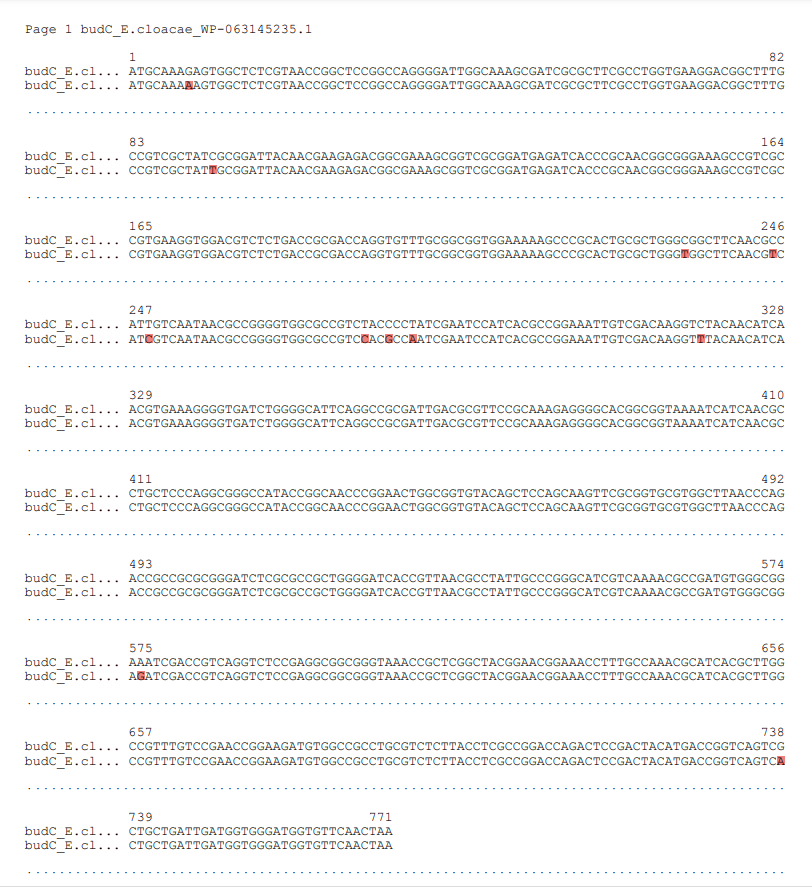 Page 1 budC_E.cloacae_WP-063145235.1
1 82
budC_E.cl... ATGCAAAGAGTGGCTCTCGTAACCGGCTCCGGCCAGGGGATTGGCAAAGCGATCGCGCTTCGCCTGGTGAAGGACGGCTTTG
budC_E.cl... ATGCAAAAAGTGGCTCTCGTAACCGGCTCCGGCCAGGGGATTGGCAAAGCGATCGCGCTTCGCCTGGTGAAGGACGGCTTTG
83 164
budC_E.cl... CCGTCGCTATCGCGGATTACAACGAAGAGACGGCGAAAGCGGTCGCGGATGAGATCACCCGCAACGGCGGGAAAGCCGTCGC
budC_E.cl... CCGTCGCTATTGCGGATTACAACGAAGAGACGGCGAAAGCGGTCGCGGATGAGATCACCCGCAACGGCGGGAAAGCCGTCGC
165 246
budC_E.cl... CGTGAAGGTGGACGTCTCTGACCGCGACCAGGTGTTTGCGGCGGTGGAAAAAGCCCGCACTGCGCTGGGCGGCTTCAACGCC
budC_E.cl... CGTGAAGGTGGACGTCTCTGACCGCGACCAGGTGTTTGCGGCGGTGGAAAAAGCCCGCACTGCGCTGGGTGGCTTCAACGTC
247 328
budC_E.cl... ATTGTCAATAACGCCGGGGTGGCGCCGTCTACCCCTATCGAATCCATCACGCCGGAAATTGTCGACAAGGTCTACAACATCA
budC_E.cl... ATCGTCAATAACGCCGGGGTGGCGCCGTCCACGCCAATCGAATCCATCACGCCGGAAATTGTCGACAAGGTTTACAACATCA
329 410
budC_E.cl... ACGTGAAAGGGGTGATCTGGGGCATTCAGGCCGCGATTGACGCGTTCCGCAAAGAGGGGCACGGCGGTAAAATCATCAACGC
budC_E.cl... ACGTGAAAGGGGTGATCTGGGGCATTCAGGCCGCGATTGACGCGTTCCGCAAAGAGGGGCACGGCGGTAAAATCATCAACGC
411 492
budC_E.cl... CTGCTCCCAGGCGGGCCATACCGGCAACCCGGAACTGGCGGTGTACAGCTCCAGCAAGTTCGCGGTGCGTGGCTTAACCCAG
budC_E.cl... CTGCTCCCAGGCGGGCCATACCGGCAACCCGGAACTGGCGGTGTACAGCTCCAGCAAGTTCGCGGTGCGTGGCTTAACCCAG
493 574
budC_E.cl... ACCGCCGCGCGGGATCTCGCGCCGCTGGGGATCACCGTTAACGCCTATTGCCCGGGCATCGTCAAAACGCCGATGTGGGCGG
budC_E.cl... ACCGCCGCGCGGGATCTCGCGCCGCTGGGGATCACCGTTAACGCCTATTGCCCGGGCATCGTCAAAACGCCGATGTGGGCGG
575 656
budC_E.cl... AAATCGACCGTCAGGTCTCCGAGGCGGCGGGTAAACCGCTCGGCTACGGAACGGAAACCTTTGCCAAACGCATCACGCTTGG
budC_E.cl... AGATCGACCGTCAGGTCTCCGAGGCGGCGGGTAAACCGCTCGGCTACGGAACGGAAACCTTTGCCAAACGCATCACGCTTGG
657 738
budC_E.cl... CCGTTTGTCCGAACCGGAAGATGTGGCCGCCTGCGTCTCTTACCTCGCCGGACCAGACTCCGACTACATGACCGGTCAGTCG
budC_E.cl... CCGTTTGTCCGAACCGGAAGATGTGGCCGCCTGCGTCTCTTACCTCGCCGGACCAGACTCCGACTACATGACCGGTCAGTCA
739 771
budC_E.cl... CTGCTGATTGATGGTGGGATGGTGTTCAACTAA
budC_E.cl... CTGCTGATTGATGGTGGGATGGTGTTCAACTAA